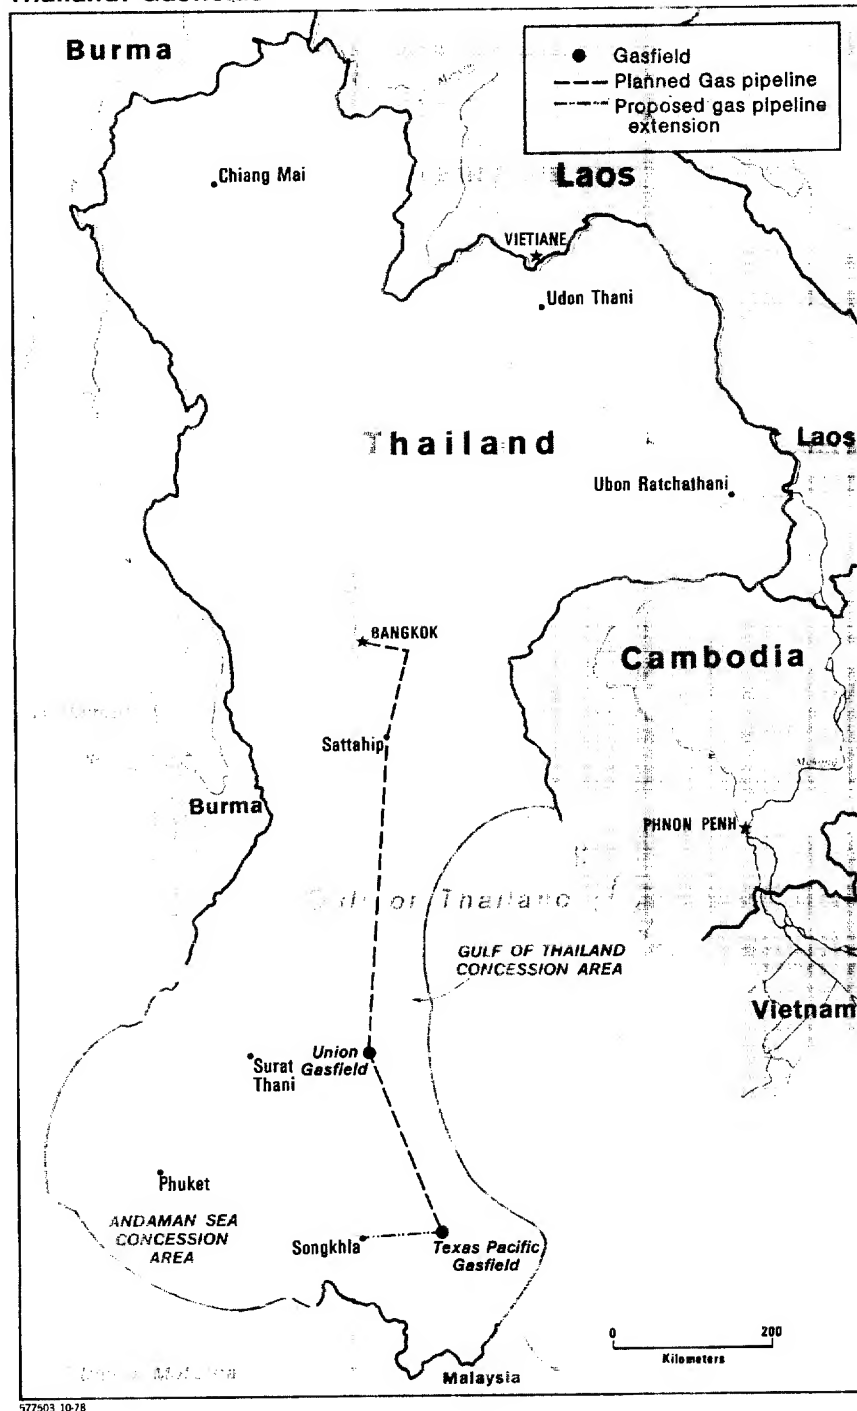 Burma
Gasfield
Planned Gas pipeline
Proposed gas pipeline
extension
Chiang Mai
Laos
VIETIANE
Udon Thani
Thailand
Laos
Ubon Ratchathani
BANGKOK
Cambodia
Sattahip
Burma
PHNON PENH
of Thailand
GULF OF THAILAND
CONCESSION AREA
Vietnam
Union
Gasfield
Surat
Thani
Phuket
ANDAMAN SEA
CONCESSION
AREA
Songkhla
Texas Pacific
Gasfield
0 200
Kilometers
Malaysia
577503 10-78